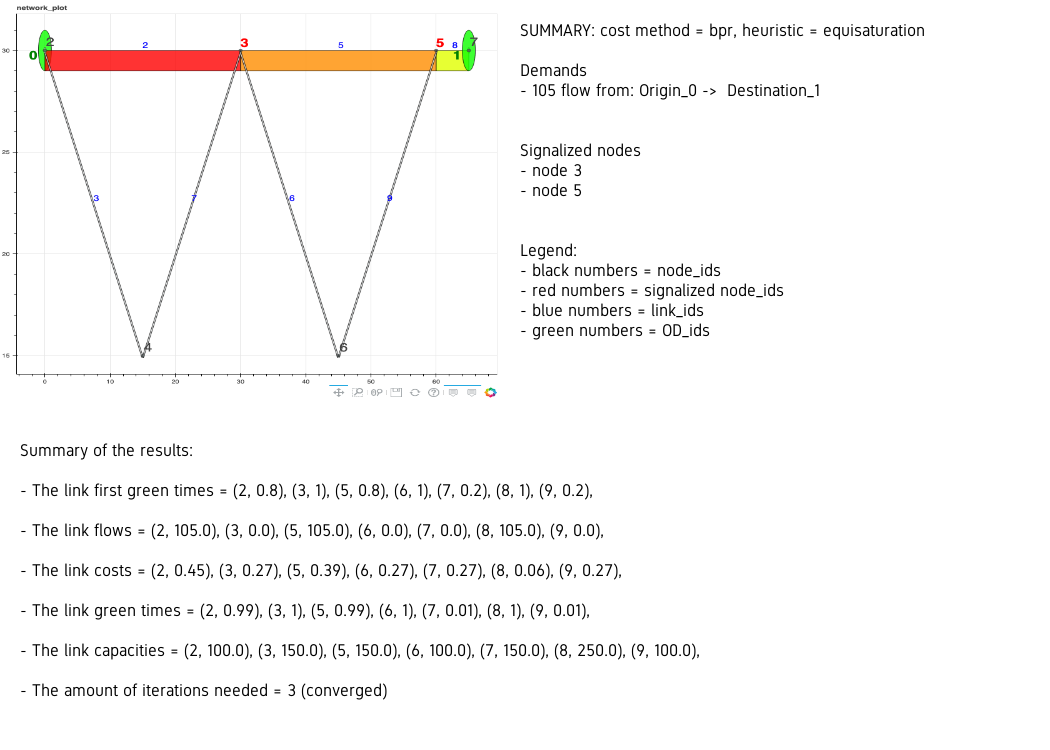 network_plot
2
3
5
7
0
1
2
5
8
3
7
6
9
4
6
30
25
20
15
0
10
20
30
40
50
60
SUMMARY: cost method = bpr, heuristic = equisaturation
Demands
- 105 flow from: Origin_0 -> Destination_1
Signalized nodes
- node 3
- node 5
Legend:
- black numbers = node_ids
- red numbers = signalized node_ids
- blue numbers = link_ids
- green numbers = OD_ids
Summary of the results:
- The link first green times = (2, 0.8), (3, 1), (5, 0.8), (6, 1), (7, 0.2), (8, 1), (9, 0.2),
- The link flows = (2, 105.0), (3, 0.0), (5, 105.0), (6, 0.0), (7, 0.0), (8, 105.0), (9, 0.0),
- The link costs = (2, 0.45), (3, 0.27), (5, 0.39), (6, 0.27), (7, 0.27), (8, 0.06), (9, 0.27),
- The link green times = (2, 0.99), (3, 1), (5, 0.99), (6, 1), (7, 0.01), (8, 1), (9, 0.01),
- The link capacities = (2, 100.0), (3, 150.0), (5, 150.0), (6, 100.0), (7, 150.0), (8, 250.0), (9, 100.0),
- The amount of iterations needed = 3 (converged)